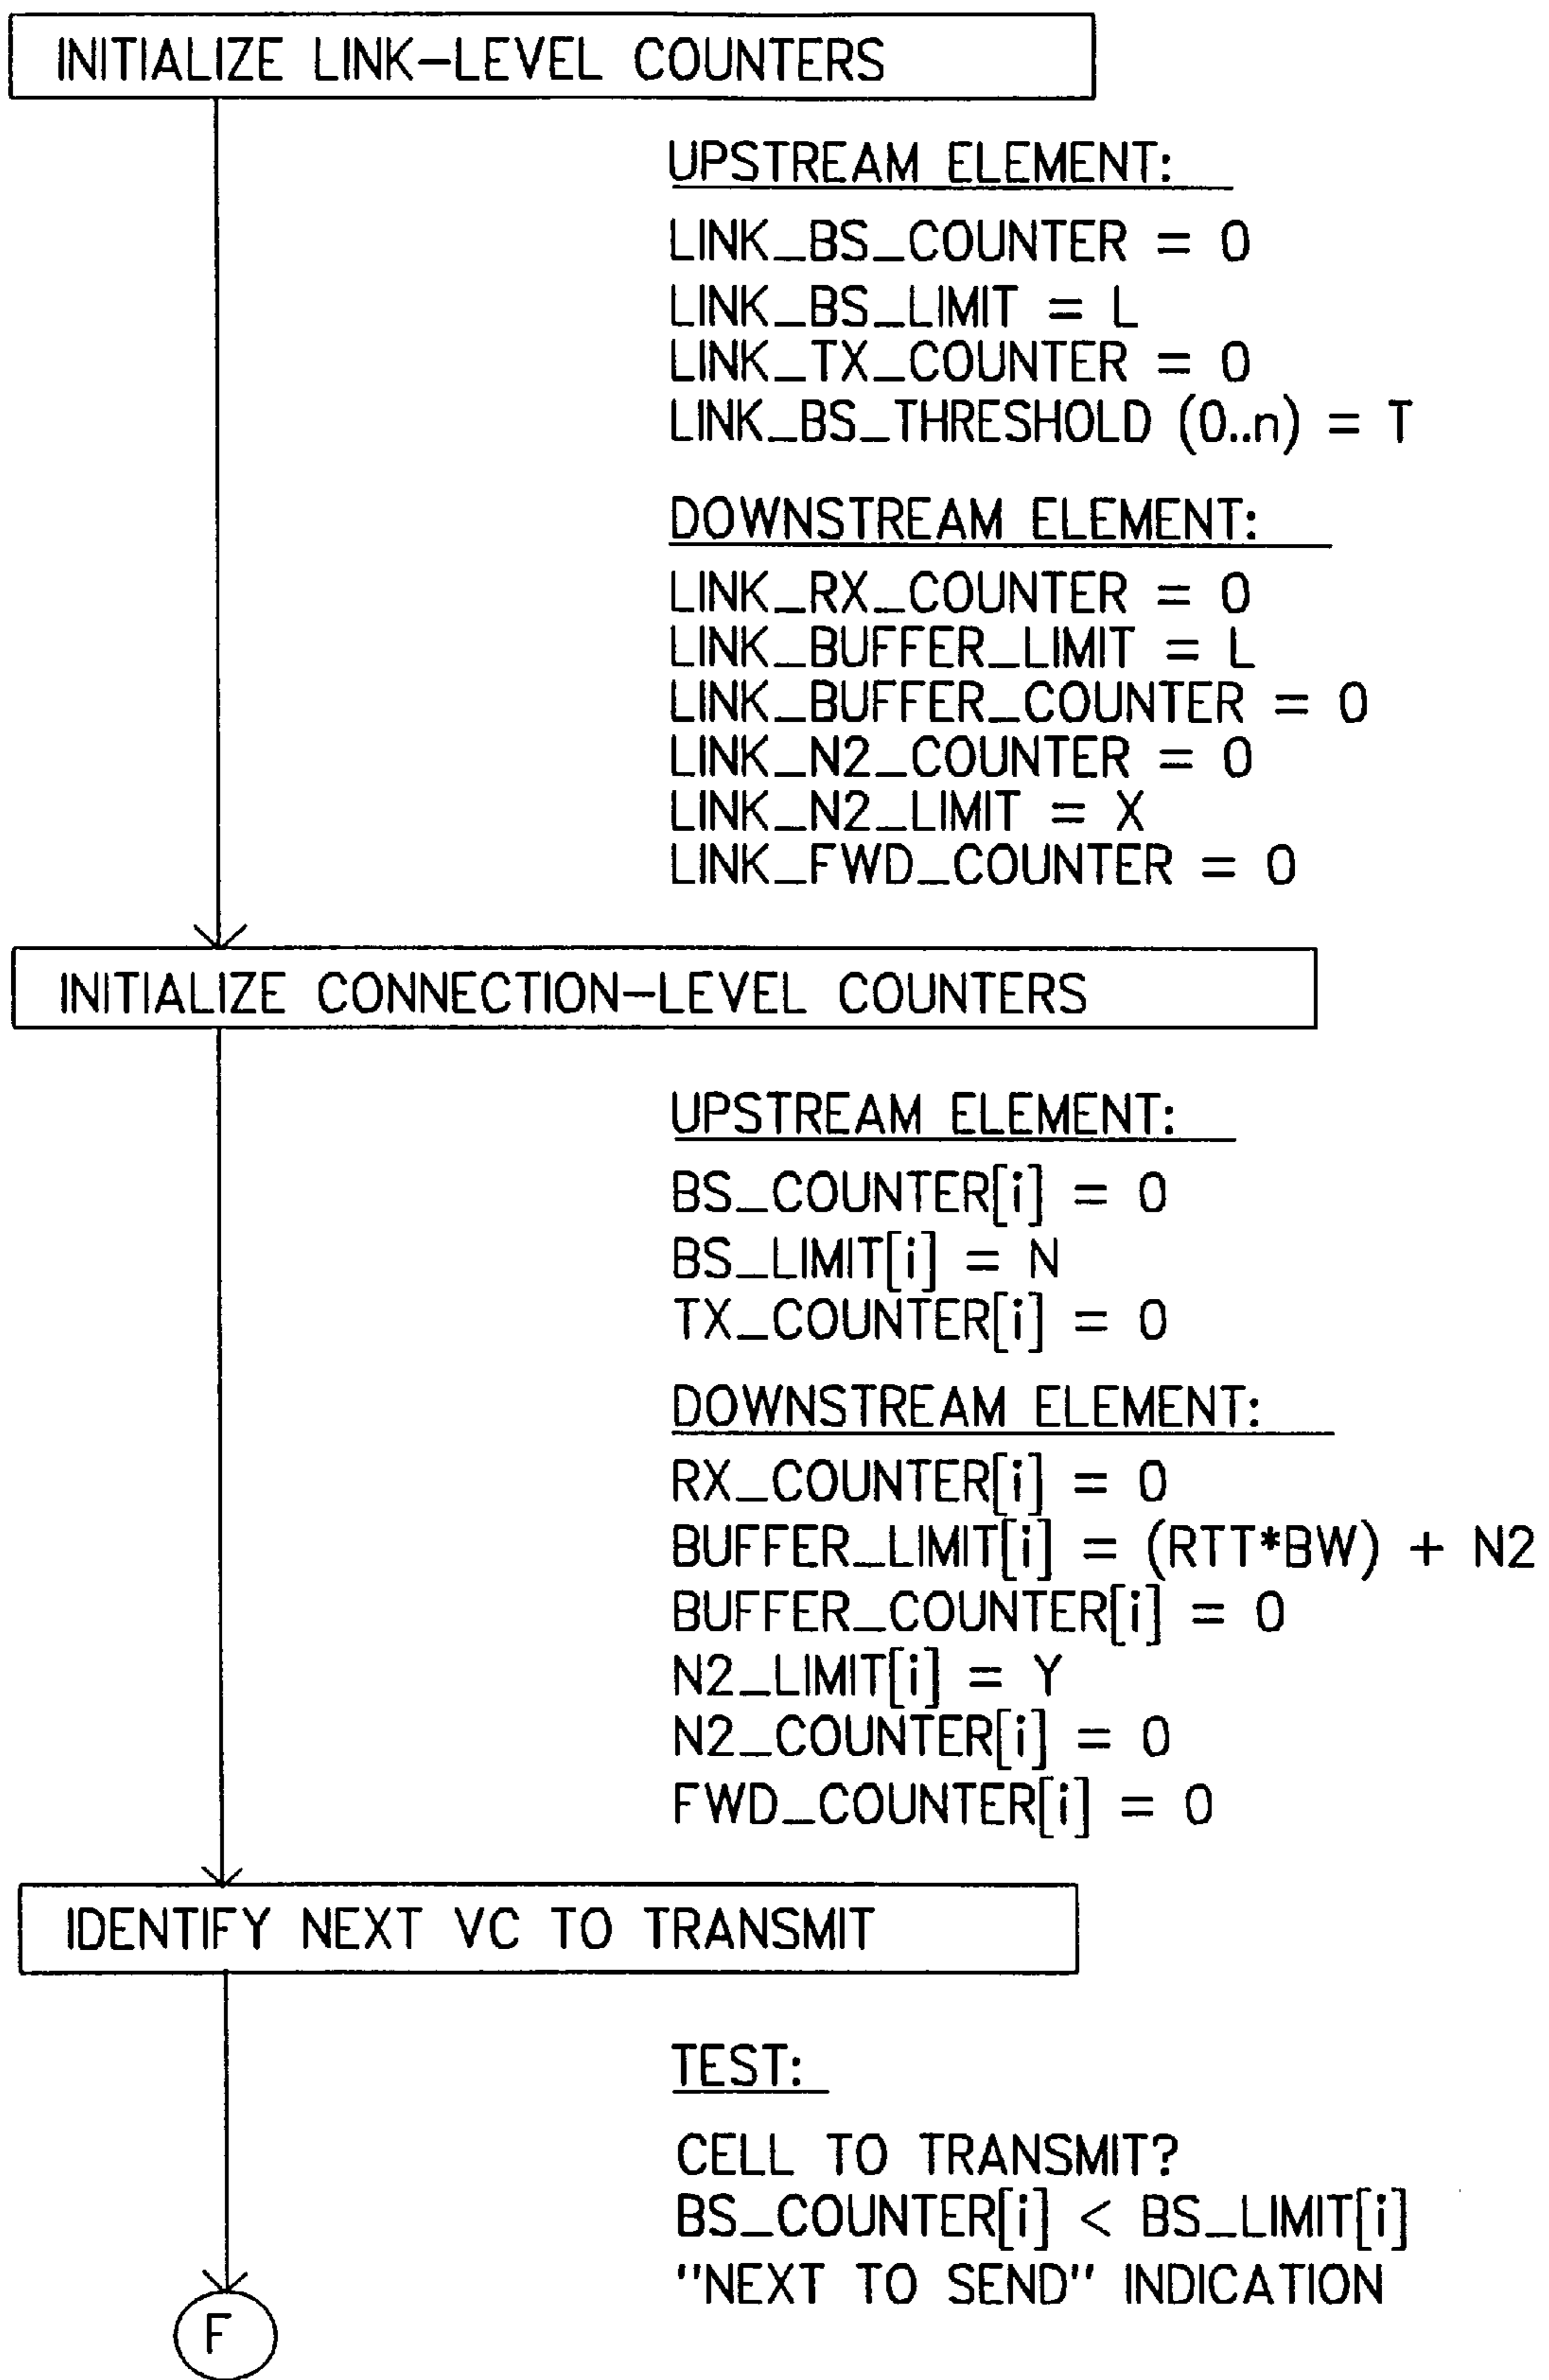 INITIALIZE LINK-LEVEL COUNTERS
UPSTREAM ELEMENT:
LINK_BS_COUNTER = 0
LINK_BS_LIMIT = L
LINK_TX_COUNTER = 0
LINK_BS_THRESHOLD (0..n) = T
DOWNSTREAM ELEMENT:
LINK_RX_COUNTER = 0
LINK_BUFFER_LIMIT = L
LINK_BUFFER_COUNTER = 0
LINK_N2_COUNTER = 0
LINK_N2_LIMIT = X
LINK_FWD_COUNTER = 0
INITIALIZE CONNECTION-LEVEL COUNTERS
UPSTREAM ELEMENT:
BS_COUNTER[i] = 0
BS_LIMIT[i] = N
TX_COUNTER[i] = 0
DOWNSTREAM ELEMENT:
RX_COUNTER[i] = 0
BUFFER_LIMIT[i] = (RTT*BW) + N2
BUFFER_COUNTER[i] = 0
N2_LIMIT[i] = Y
N2_COUNTER[i] = 0
FWD_COUNTER[i] = 0
IDENTIFY NEXT VC TO TRANSMIT
TEST:
CELL TO TRANSMIT?
BS_COUNTER[i] < BS_LIMIT[i]
"NEXT TO SEND" INDICATION
F